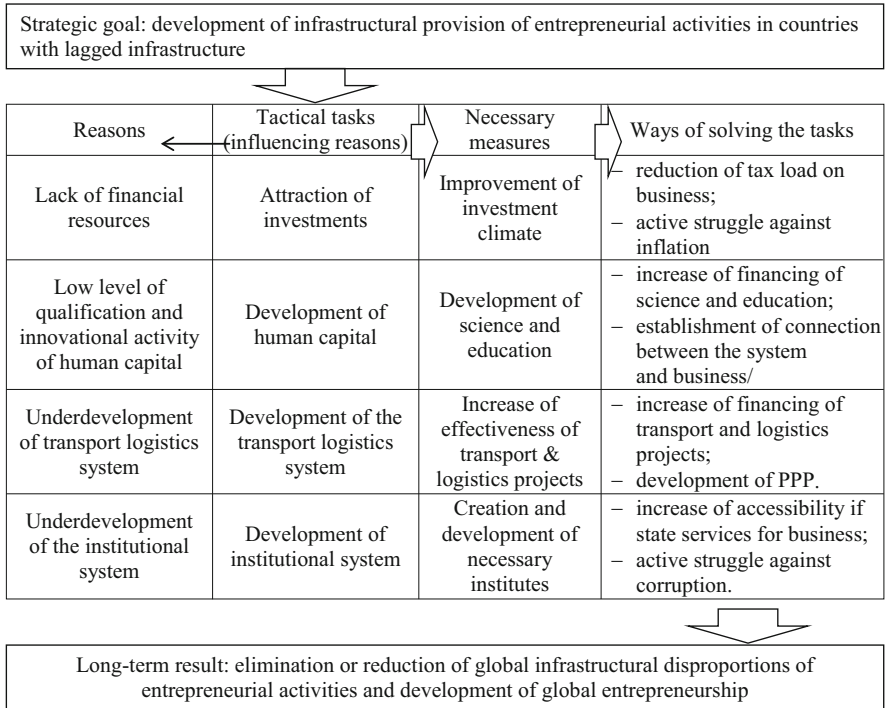 Strategic goal: development of infrastructural provision of entrepreneurial activities in countries
with lagged infrastructure
Reasons
Tactical tasks
(influencing reasons)
Necessary
measures
Ways of solving the tasks
Lack of financial
resources
Attraction of
investments
Improvement of
investment
climate
– reduction of tax load on
business;
– active struggle against
inflation
Low level of
qualification and
innovational activity
of human capital
Development of
human capital
Development of
science and
education
– increase of financing of
science and education;
– establishment of connection
between the system
and business/
Underdevelopment
of transport logistics
system
Development of the
transport logistics
system
Increase of
effectiveness of
transport &
logistics projects
– increase of financing of
transport and logistics
projects;
– development of PPP.
Underdevelopment
of the institutional
system
Development of
institutional system
Creation and
development of
necessary
institutes
– increase of accessibility if
state services for business;
– active struggle against
corruption.
Long-term result: elimination or reduction of global infrastructural disproportions of
entrepreneurial activities and development of global entrepreneurship